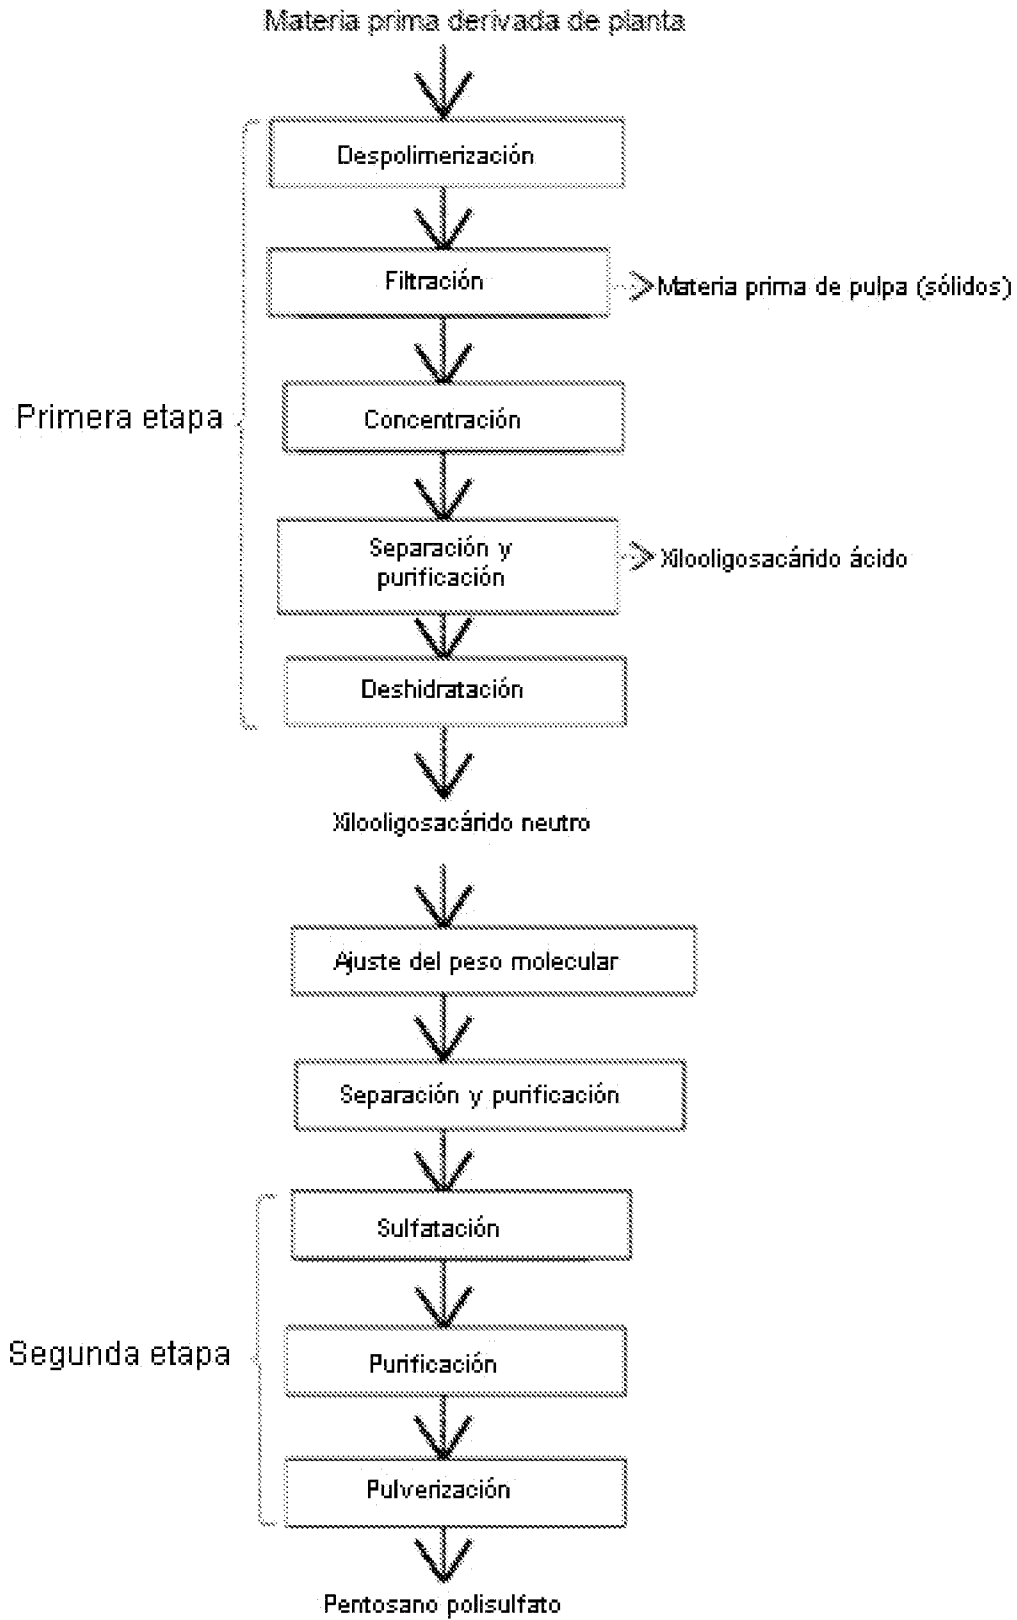 Materia prima derivada de planta
Despolimerización
Filtración
Materia prima de pulpa (sólidos)
Concentración
Primera etapa
Separación y
purificación
Xilooligosacárido ácido
Deshidratación
Xilooligosacárido neutro
Ajuste del peso molecular
Separación y purificación
Sulfatación
Segunda etapa
Purificación
Pulverización
Pentosano polisulfato